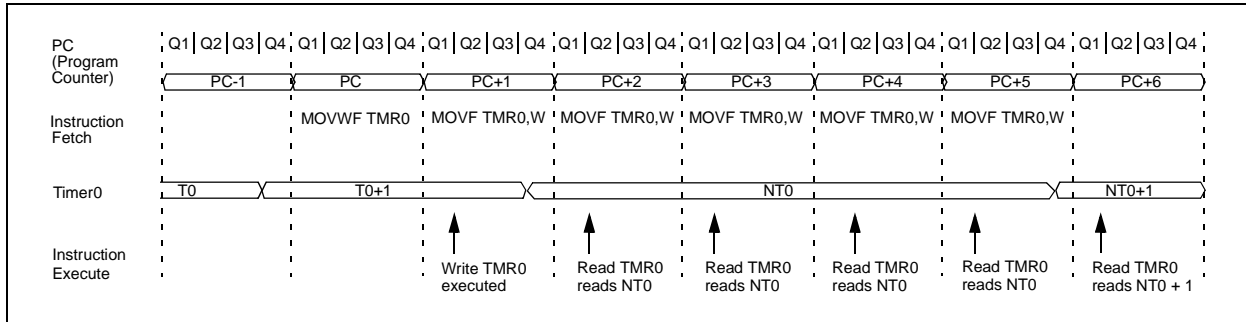 PC
(Program
Counter)
Q1 Q2 Q3 Q4 Q1 Q2 Q3 Q4 Q1 Q2 Q3 Q4 Q1 Q2 Q3 Q4 Q1 Q2 Q3 Q4 Q1 Q2 Q3 Q4 Q1 Q2 Q3 Q4 Q1 Q2 Q3 Q4
PC-1 PC PC+1 PC+2 PC+3 PC+4 PC+5 PC+6
Instruction
Fetch
MOVWF TMR0 MOVF TMR0,W MOVF TMR0,W MOVF TMR0,W MOVF TMR0,W MOVF TMR0,W
Timer0
T0 T0+1 NT0 NT0+1
Instruction
Execute
Write TMR0
executed
Read TMR0
reads NT0
Read TMR0
reads NT0
Read TMR0
reads NT0
Read TMR0
reads NT0
Read TMR0
reads NT0 + 1